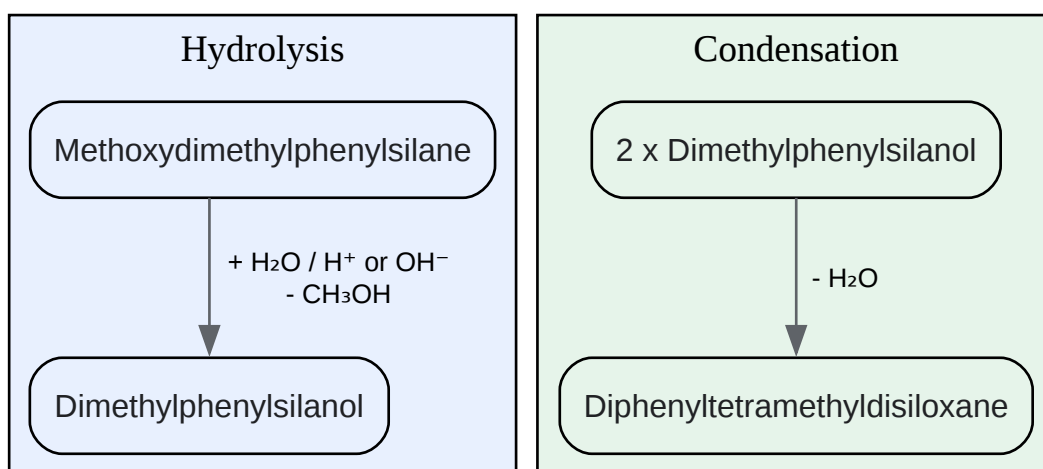 Hydrolysis
Methoxydimethylphenylsilane
+ H₂O / H⁺ or OH⁻
- CH₃OH
Dimethylphenylsilanol
Condensation
2 x Dimethylphenylsilanol
- H₂O
Diphenyltetramethyldisiloxane